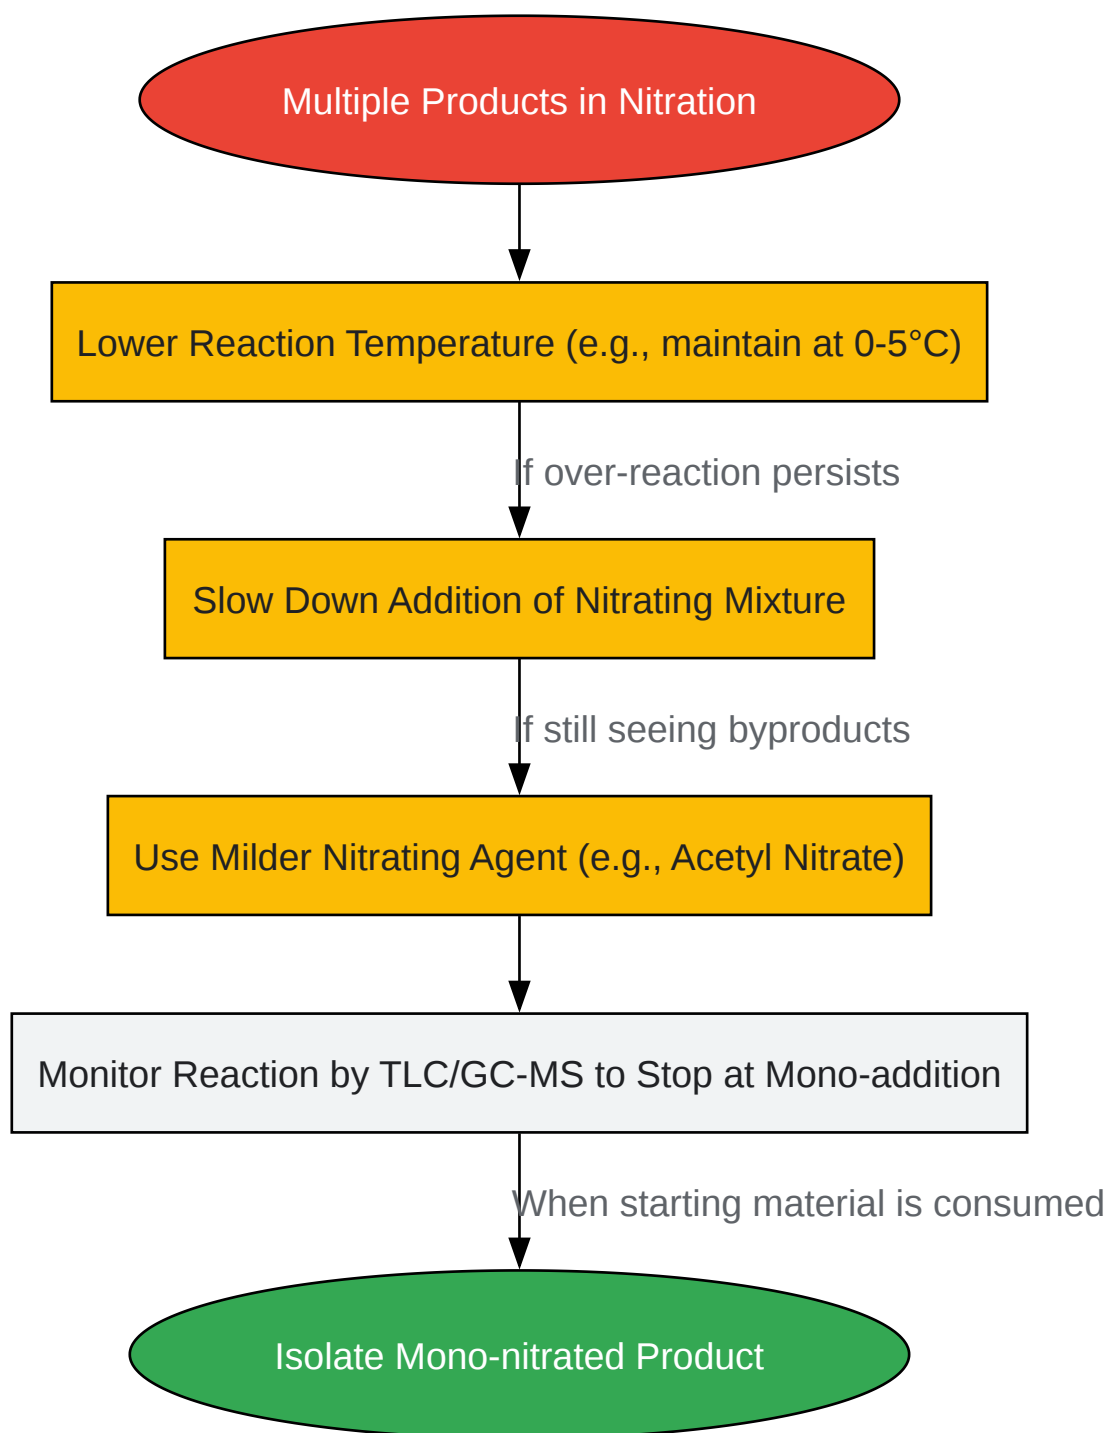 Multiple Products in Nitration
Lower Reaction Temperature (e.g., maintain at 0-5°C)
If over-reaction persists
Slow Down Addition of Nitrating Mixture
If still seeing byproducts
Use Milder Nitrating Agent (e.g., Acetyl Nitrate)
Monitor Reaction by TLC/GC-MS to Stop at Mono-addition
When starting material is consumed
Isolate Mono-nitrated Product